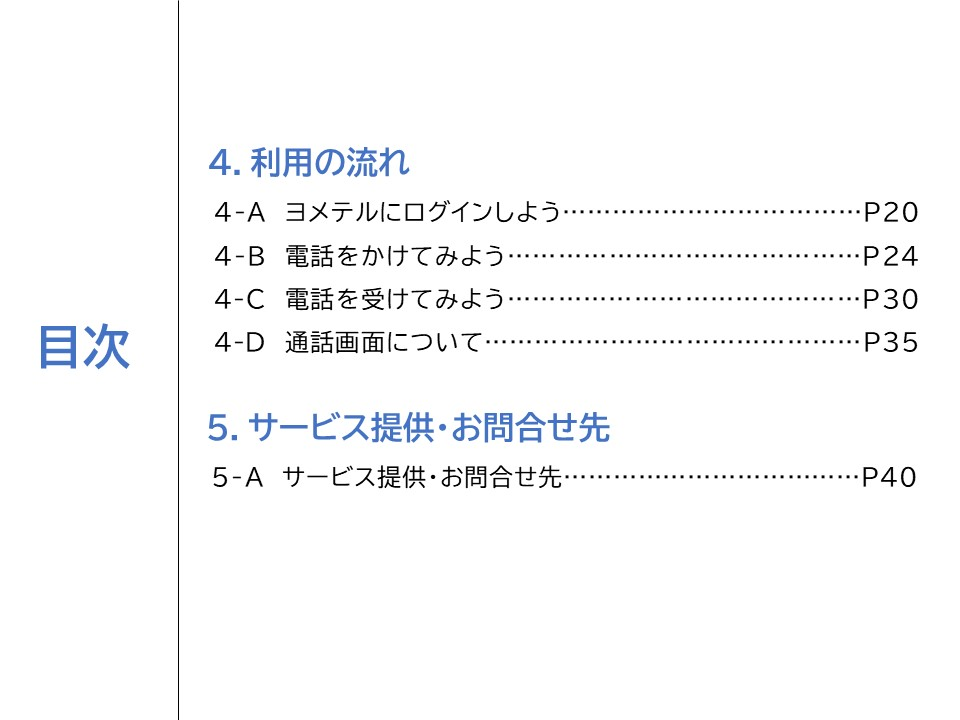 目次
4. 利用の流れ
4-A ヨメテルにログインしよう………………………………P20
4-B 電話をかけてみよう……………………………………P24
4-C 電話を受けてみよう……………………………………P30
4-D 通話画面について………………………………………P35
5. サービス提供・お問合せ先
5-A サービス提供・お問合せ先………………………………P40